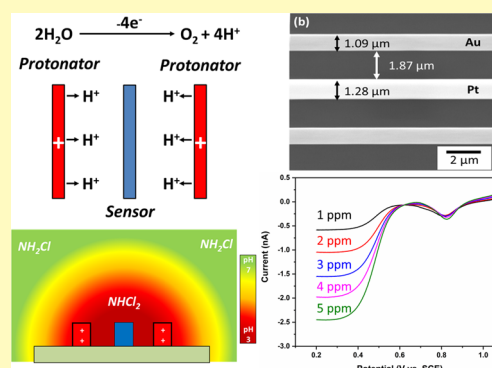 2H₂O -4e⁻ O₂ + 4H⁺
Protonator Protonator
H⁺ H⁺
+ H⁺ H⁺ +
H⁺ H⁺
Sensor
NH₂Cl NH₂Cl
NHCl₂
pH
7
pH
3
+ +
+ +
(b)
1.09 µm Au
1.87 µm
1.28 µm Pt
2 µm
0.5
0.0
-0.5
-1.0
-1.5
-2.0
-2.5
-3.0
Current (nA)
1 ppm
2 ppm
3 ppm
4 ppm
5 ppm
0.2 0.4 0.6 0.8 1.0
Potential (V vs. SCE)